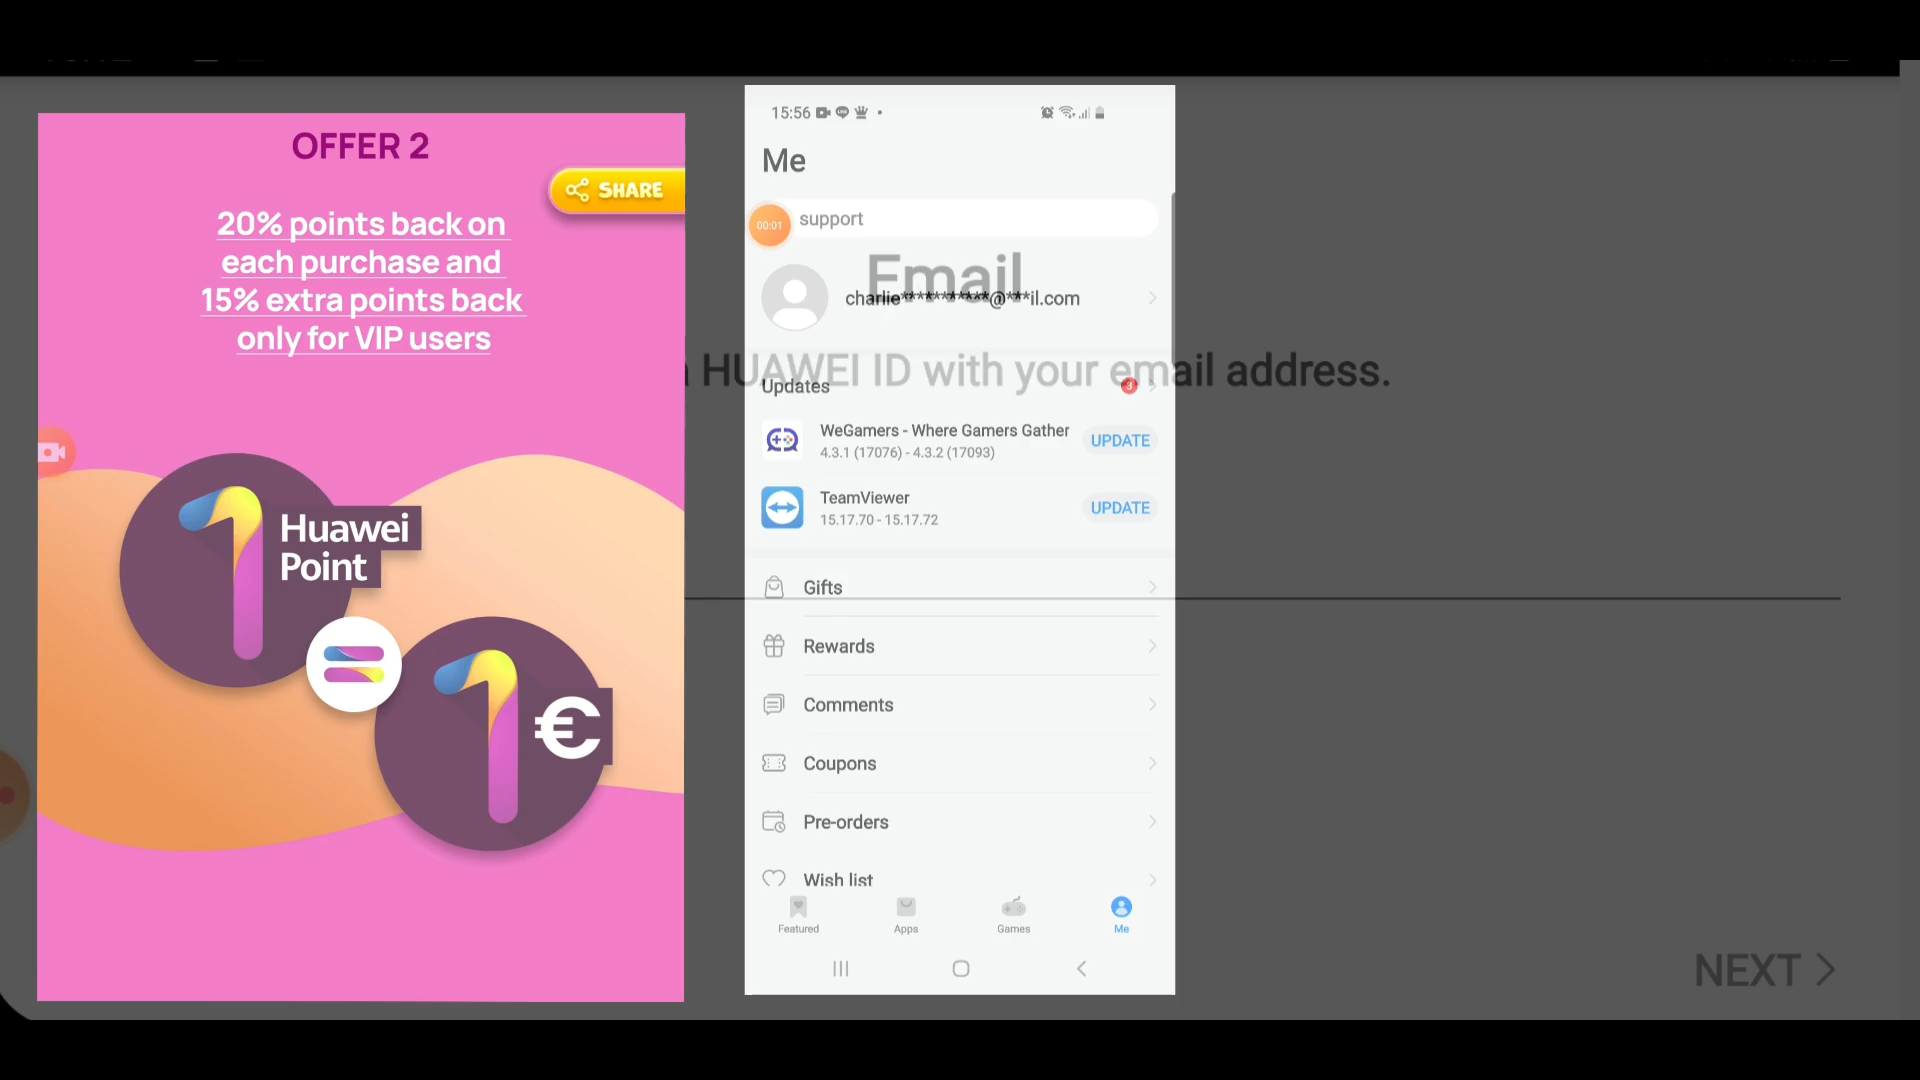 OFFER 2
SHARE
20% points back on
each purchase and
15% extra points back
only for VIP users
1 Huawei
Point
=
1 €
15:56
Me
00:01 support
Email
charlie***********@***il.com
HUAWEI ID with your email address.
Updates 3
WeGamers - Where Gamers Gather
4.3.1 (17076) - 4.3.2 (17093)
UPDATE
TeamViewer
15.17.70 - 15.17.72
UPDATE
Gifts
Rewards
Comments
Coupons
Pre-orders
Wish list
Featured
Apps
Games
Me
NEXT